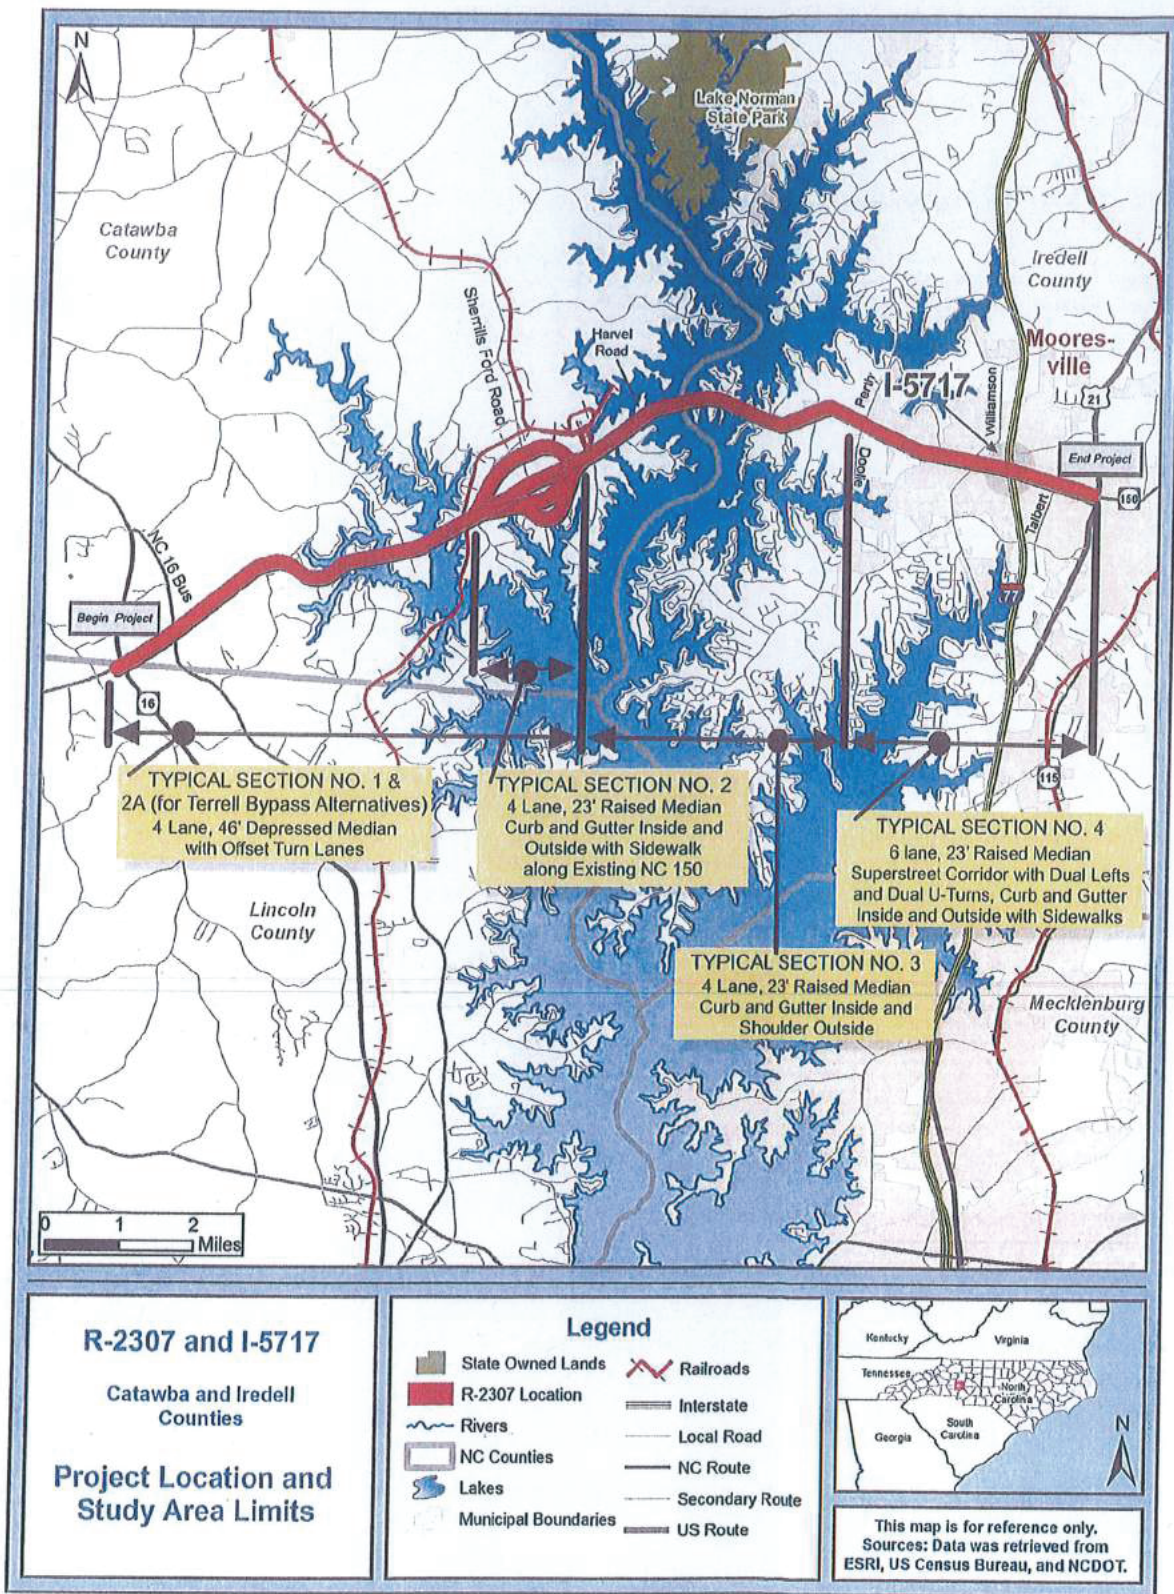 N
Lake Norman
State Park
Catawba
County
Iredell
County
Sherrills Ford Road
Harvel
Road
Moores-
ville
I-5717
Perth
Williamson
21
End Project
Doolie
150
Talbert
NC 16 Bus
77
Begin Project
16
115
TYPICAL SECTION NO. 1 &
2A (for Terrell Bypass Alternatives)
4 Lane, 46' Depressed Median
with Offset Turn Lanes
TYPICAL SECTION NO. 2
4 Lane, 23' Raised Median
Curb and Gutter Inside and
Outside with Sidewalk
along Existing NC 150
TYPICAL SECTION NO. 4
6 lane, 23' Raised Median
Superstreet Corridor with Dual Lefts
and Dual U-Turns, Curb and Gutter
Inside and Outside with Sidewalks
Lincoln
County
TYPICAL SECTION NO. 3
4 Lane, 23' Raised Median
Curb and Gutter Inside and
Shoulder Outside
Mecklenburg
County
0 1 2
Miles
R-2307 and I-5717
Catawba and Iredell
Counties
Project Location and
Study Area Limits
Legend
State Owned Lands
R-2307 Location
Rivers
NC Counties
Lakes
Municipal Boundaries
Railroads
Interstate
Local Road
NC Route
Secondary Route
US Route
Kentucky
Virginia
Tennessee
North
Carolina
South
Carolina
Georgia
N
This map is for reference only.
Sources: Data was retrieved from
ESRI, US Census Bureau, and NCDOT.